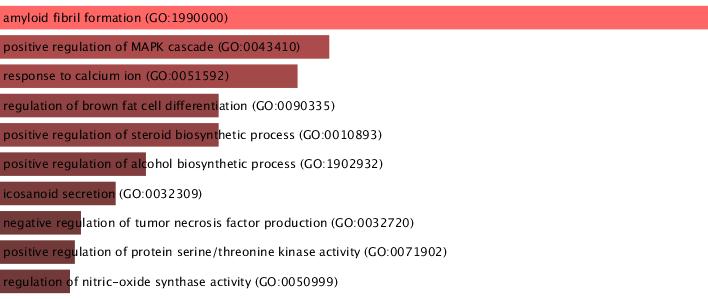 amyloid fibril formation (GO:1990000)
positive regulation of MAPK cascade (GO:0043410)
response to calcium ion (GO:0051592)
regulation of brown fat cell differentiation (GO:0090335)
positive regulation of steroid biosynthetic process (GO:0010893)
positive regulation of alcohol biosynthetic process (GO:1902932)
icosanoid secretion (GO:0032309)
negative regulation of tumor necrosis factor production (GO:0032720)
positive regulation of protein serine/threonine kinase activity (GO:0071902)
regulation of nitric-oxide synthase activity (GO:0050999)